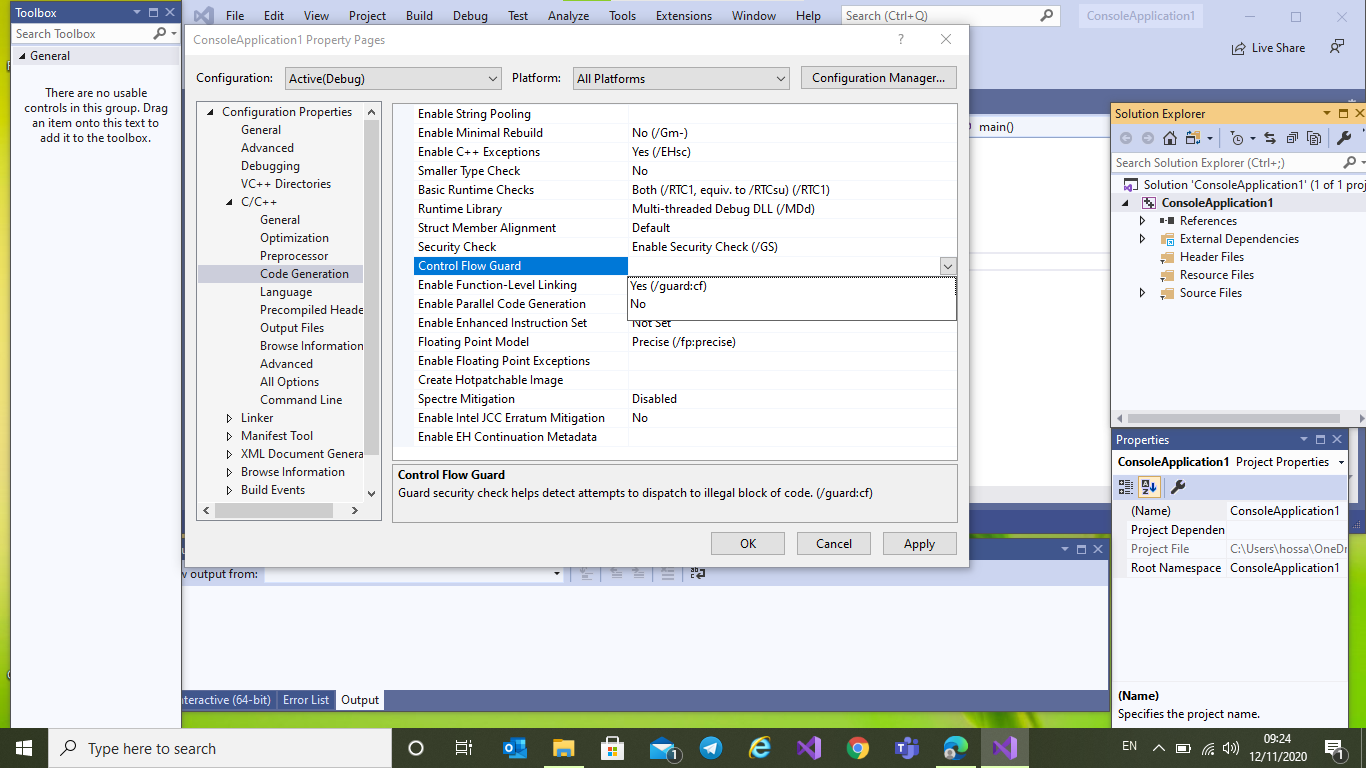 Toolbox
Search Toolbox
General
There are no usable
controls in this group. Drag
an item onto this text to
add it to the toolbox.
File Edit View Project Build Debug Test Analyze Tools Extensions Window Help Search (Ctrl+Q) ConsoleApplication1
Live Share
ConsoleApplication1 Property Pages
Configuration: Active(Debug) Platform: All Platforms Configuration Manager...
Configuration Properties
General
Advanced
Debugging
VC++ Directories
C/C++
General
Optimization
Preprocessor
Code Generation
Language
Precompiled Heade
Output Files
Browse Information
Advanced
All Options
Command Line
Linker
Manifest Tool
XML Document Genera
Browse Information
Build Events
Enable String Pooling
Enable Minimal Rebuild No (/Gm-)
Enable C++ Exceptions Yes (/EHsc)
Smaller Type Check No
Basic Runtime Checks Both (/RTC1, equiv. to /RTCsu) (/RTC1)
Runtime Library Multi-threaded Debug DLL (/MDd)
Struct Member Alignment Default
Security Check Enable Security Check (/GS)
Control Flow Guard
Enable Function-Level Linking Yes (/guard:cf)
Enable Parallel Code Generation No
Enable Enhanced Instruction Set Not Set
Floating Point Model Precise (/fp:precise)
Enable Floating Point Exceptions
Create Hotpatchable Image
Spectre Mitigation Disabled
Enable Intel JCC Erratum Mitigation No
Enable EH Continuation Metadata
Control Flow Guard
Guard security check helps detect attempts to dispatch to illegal block of code. (/guard:cf)
OK Cancel Apply
main()
Solution Explorer
Search Solution Explorer (Ctrl+;)
Solution 'ConsoleApplication1' (1 of 1 proj
ConsoleApplication1
References
External Dependencies
Header Files
Resource Files
Source Files
Properties
ConsoleApplication1 Project Properties
(Name) ConsoleApplication1
Project Dependen
Project File C:\Users\hossa\OneDr
Root Namespace ConsoleApplication1
(Name)
Specifies the project name.
w output from:
nteractive (64-bit) Error List Output
Type here to search
1
EN
09:24
12/11/2020
1